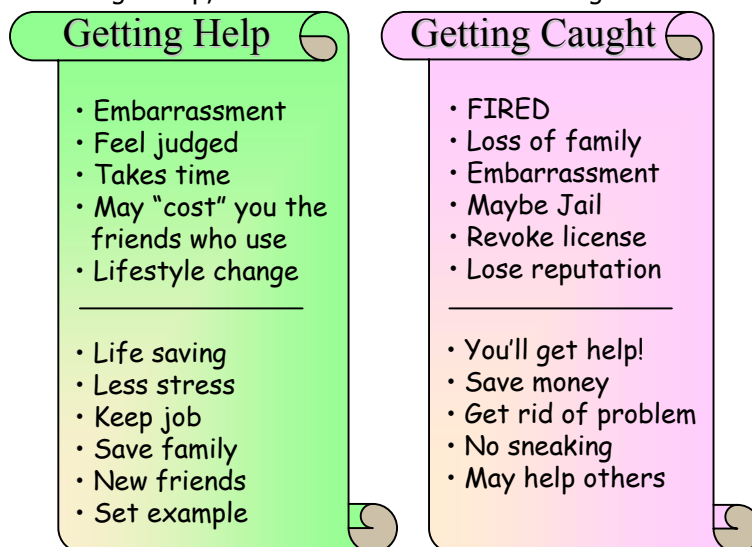 Getting Help
• Embarrassment
• Feel judged
• Takes time
• May “cost” you the
friends who use
• Lifestyle change
• Life saving
• Less stress
• Keep job
• Save family
• New friends
• Set example
Getting Caught
• FIRED
• Loss of family
• Embarrassment
• Maybe Jail
• Revoke license
• Lose reputation
• You’ll get help!
• Save money
• Get rid of problem
• No sneaking
• May help others